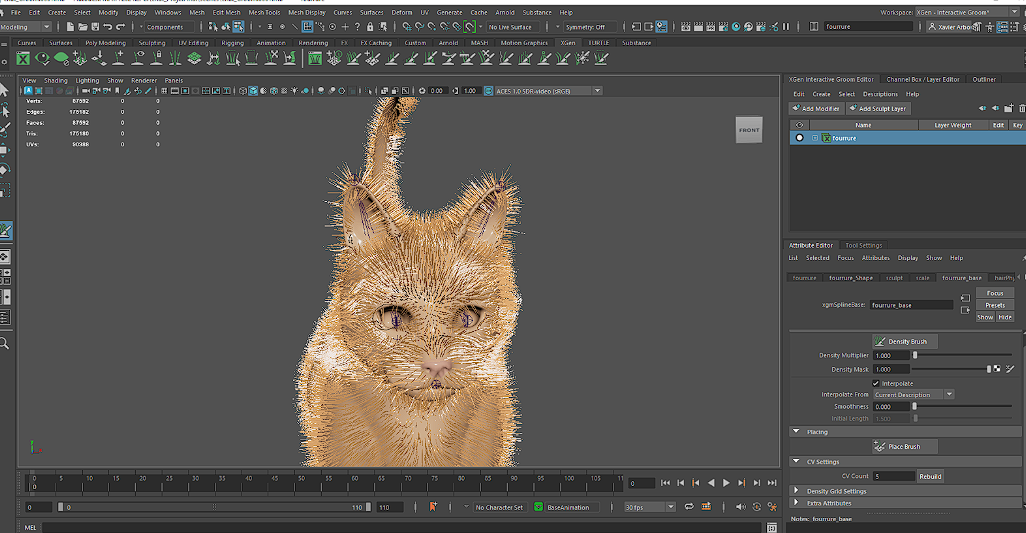 File Edit Create Select Modify Display Windows Mesh Edit Mesh Mesh Tools Mesh Display Curves Surfaces Deform UV Generate Cache Arnold Substance Help
Workspace: XGen - Interactive Groom*
Modeling Components No Live Surface Symmetry: Off fourrure
Curves Surfaces Poly Modeling Sculpting UV Editing Rigging Animation Rendering FX FX Caching Custom Arnold MASH Motion Graphics XGen TURTLE Substance
View Shading Lighting Show Renderer Panels
0.00 1.00 ACES 1.0 SDR-video (sRGB)
Verts: 87592 0 0
Edges: 175182 0 0
Faces: 87592 0 0
Tris: 175180 0 0
UVs: 90388 0 0
FRONT
XGen Interactive Groom Editor Channel Box / Layer Editor Outliner
Edit Create Select Descriptions Help
Add Modifier Add Sculpt Layer
Name Layer Weight Edit Key
fourrure
Attribute Editor Tool Settings
List Selected Focus Attributes Display Show Help
fourrure fourrure_Shape sculpt scale fourrure_base
xgmSplineBase: fourrure_base
Focus
Presets
Show Hide
Density Brush
Density Multiplier 1.000
Density Mask 1.000
Interpolate
Interpolate From Current Description
Smoothness 0.000
Initial Length 1.500
Placing
Place Brush
CV Settings
CV Count 5 Rebuild
Density Grid Settings
Extra Attributes
Notes: fourrure_base
0 5 10 15 20 25 30 35 40 45 50 55 60 65 70 75 80 85 90 95 100 105 11
0 0
0 0 110 110 No Character Set BaseAnimation 30 fps
MEL